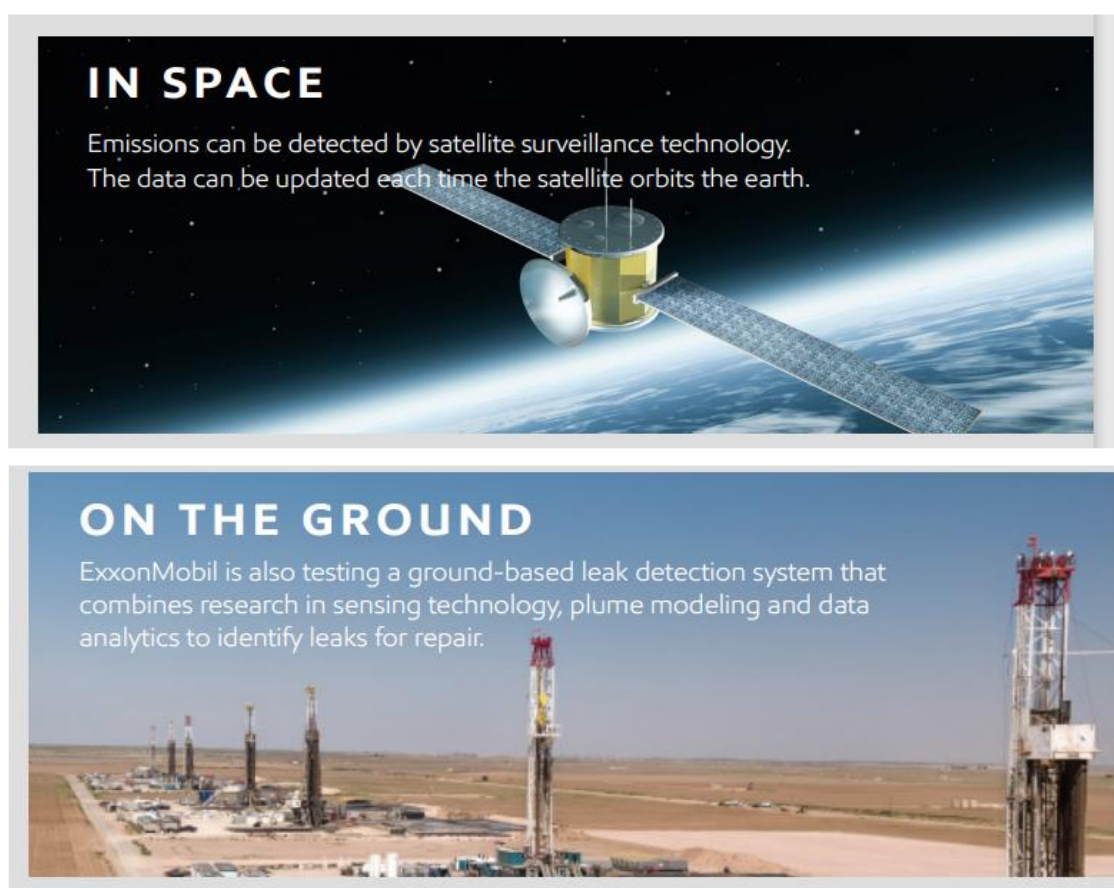 IN SPACE
Emissions can be detected by satellite surveillance technology.
The data can be updated each time the satellite orbits the earth.
ON THE GROUND
ExxonMobil is also testing a ground-based leak detection system that
combines research in sensing technology, plume modeling and data
analytics to identify leaks for repair.